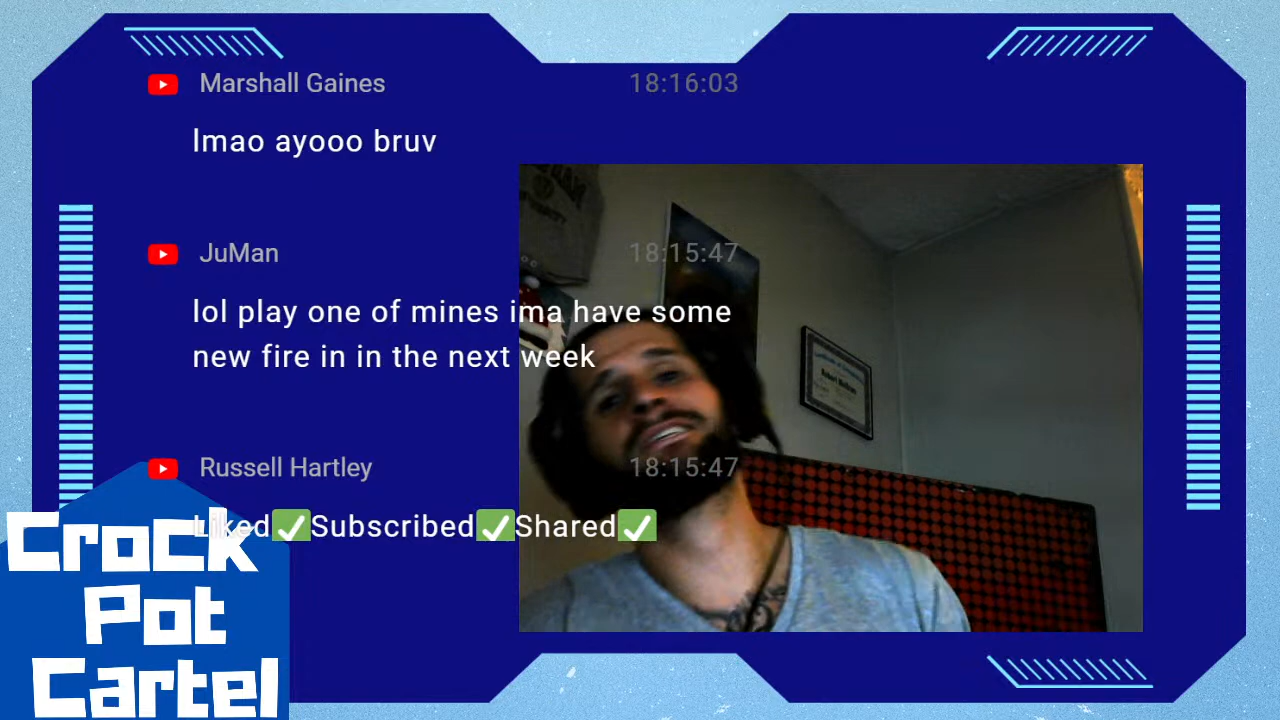 Marshall Gaines 18:16:03
lmao ayooo bruv
JuMan 18:15:47
lol play one of mines ima have some
new fire in in the next week
Russell Hartley 18:15:47
Liked✅Subscribed✅Shared✅
Crock
Pot
Cartel